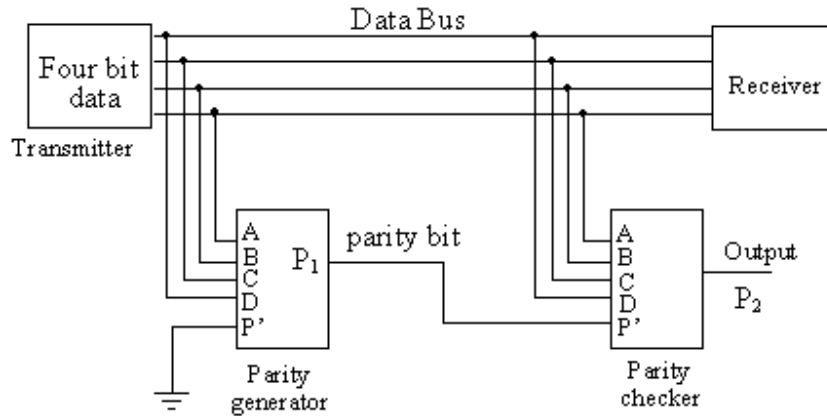 Data Bus
Four bit
data
Transmitter
Receiver
A
B
C
D
P'
P1
parity bit
A
B
C
D
P'
Output
P2
Parity
generator
Parity
checker